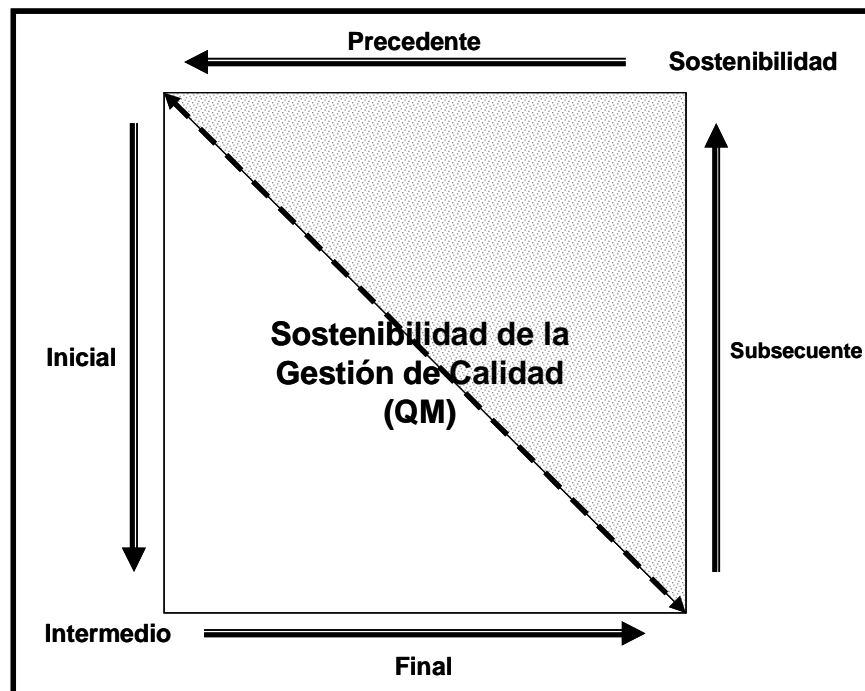 Precedente
Sostenibilidad
Sostenibilidad de la
Gestión de Calidad
(QM)
Inicial
Subsecuente
Intermedio
Final